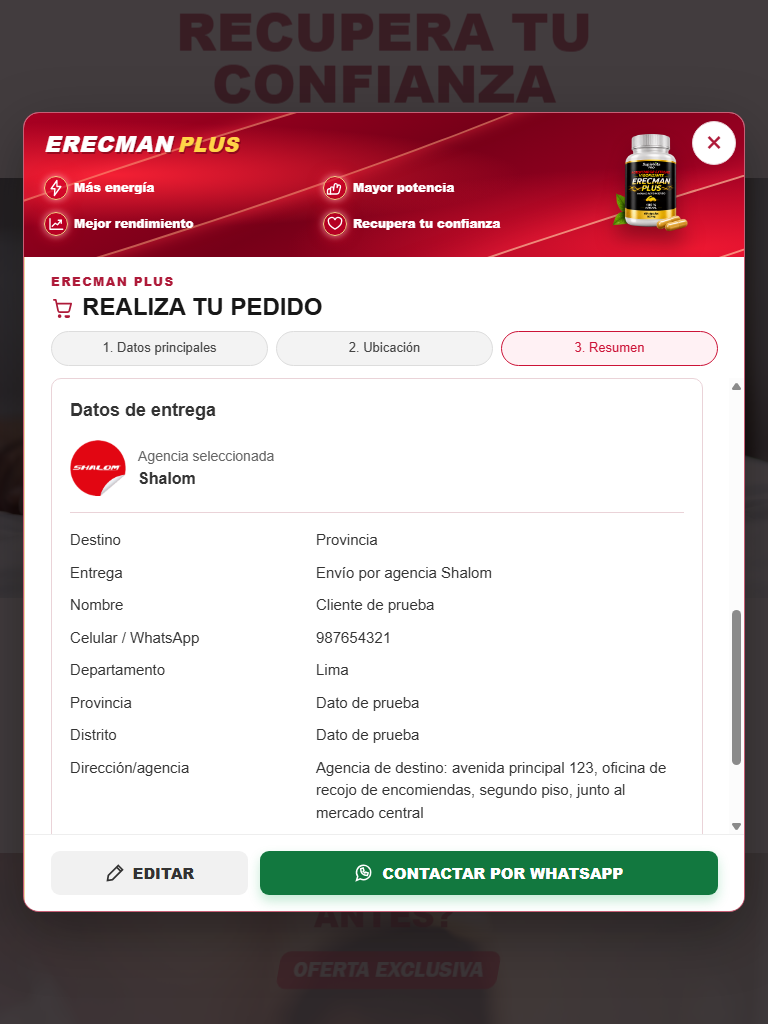 RECUPERA TU
CONFIANZA
ERECMAN PLUS
Más energía
Mayor potencia
Mejor rendimiento
Recupera tu confianza
ERECMAN
PLUS
ERECMAN PLUS
REALIZA TU PEDIDO
1. Datos principales
2. Ubicación
3. Resumen
Datos de entrega
SHALOM
Agencia seleccionada
Shalom
Destino Provincia
Entrega Envío por agencia Shalom
Nombre Cliente de prueba
Celular / WhatsApp 987654321
Departamento Lima
Provincia Dato de prueba
Distrito Dato de prueba
Dirección/agencia Agencia de destino: avenida principal 123, oficina de
recojo de encomiendas, segundo piso, junto al
mercado central
EDITAR
CONTACTAR POR WHATSAPP
ANTES?
OFERTA EXCLUSIVA